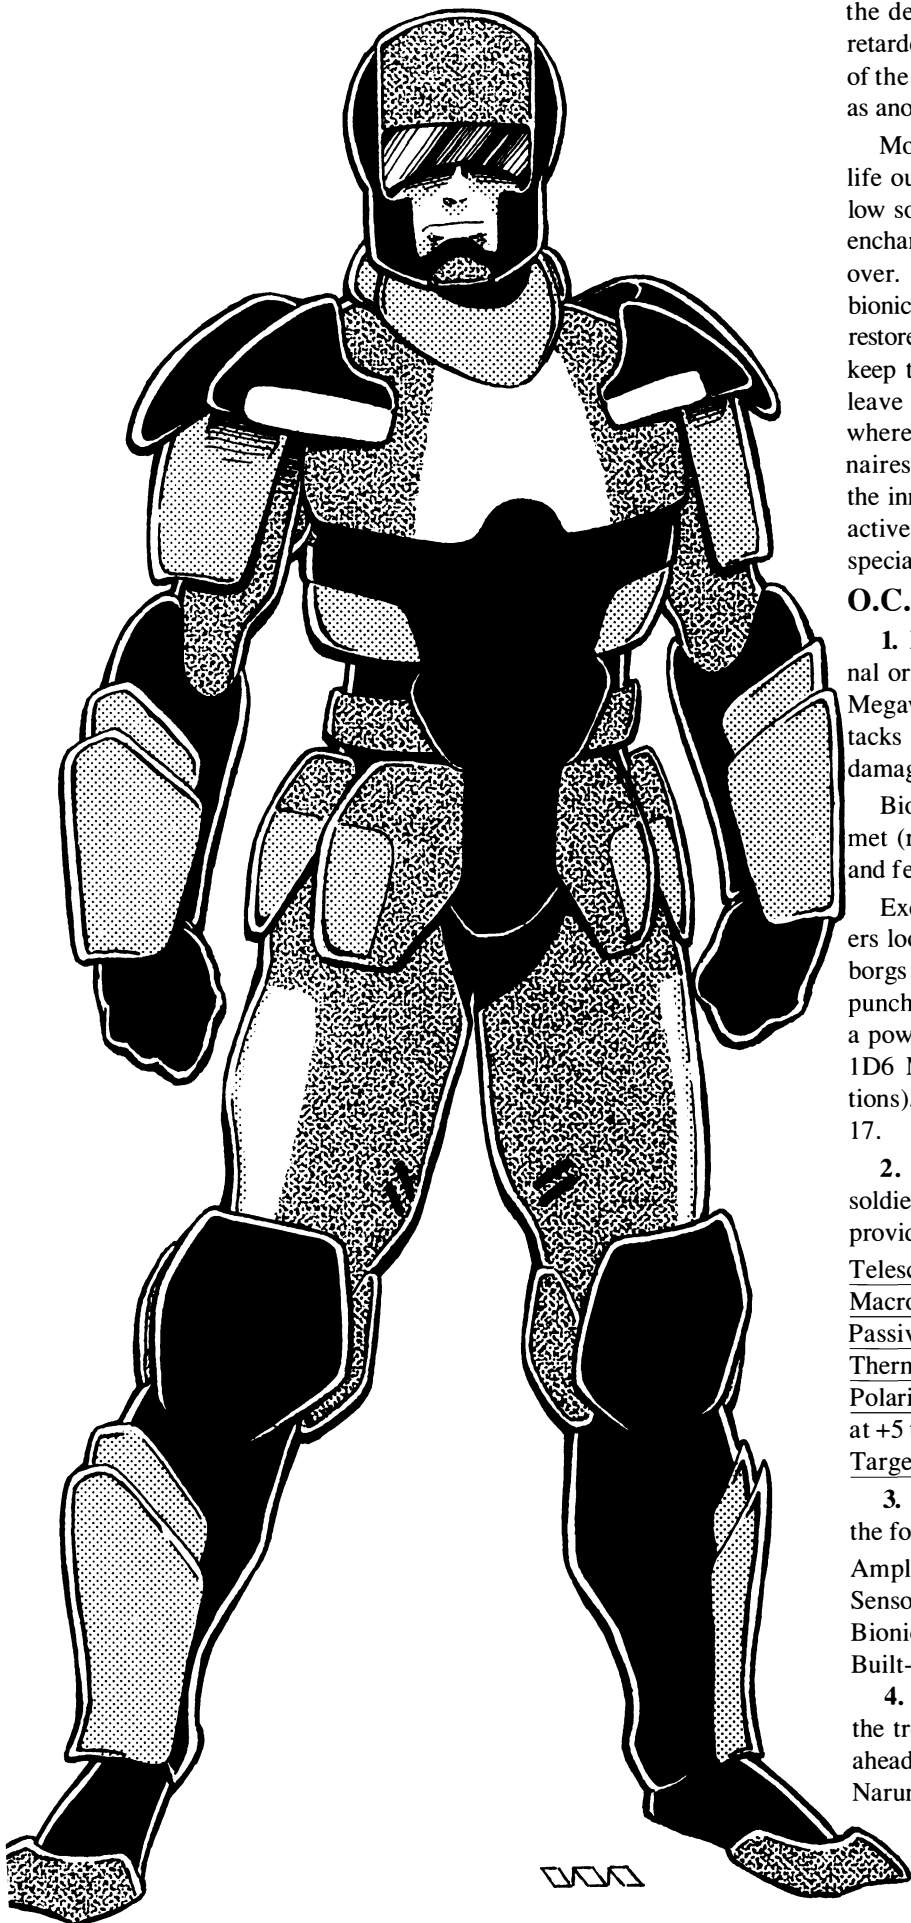 the de
retarde
of the
as ano
Mo
life ou
low so
enchan
over.
bionic
restore
keep t
leave
where
naires
the inn
active
specia
O.C.
1.
nal or
Megav
tacks
damag
Bio
met (n
and fe
Exo
ers loc
borgs
punch
a pow
1D6 M
tions).
17.
2.
soldie
provid
Telesc
Macro
Passiv
Therm
Polari
at +5
Targe
3.
the fo
Ampl
Senso
Bionic
Built-
4.
the tr
ahead
Narun